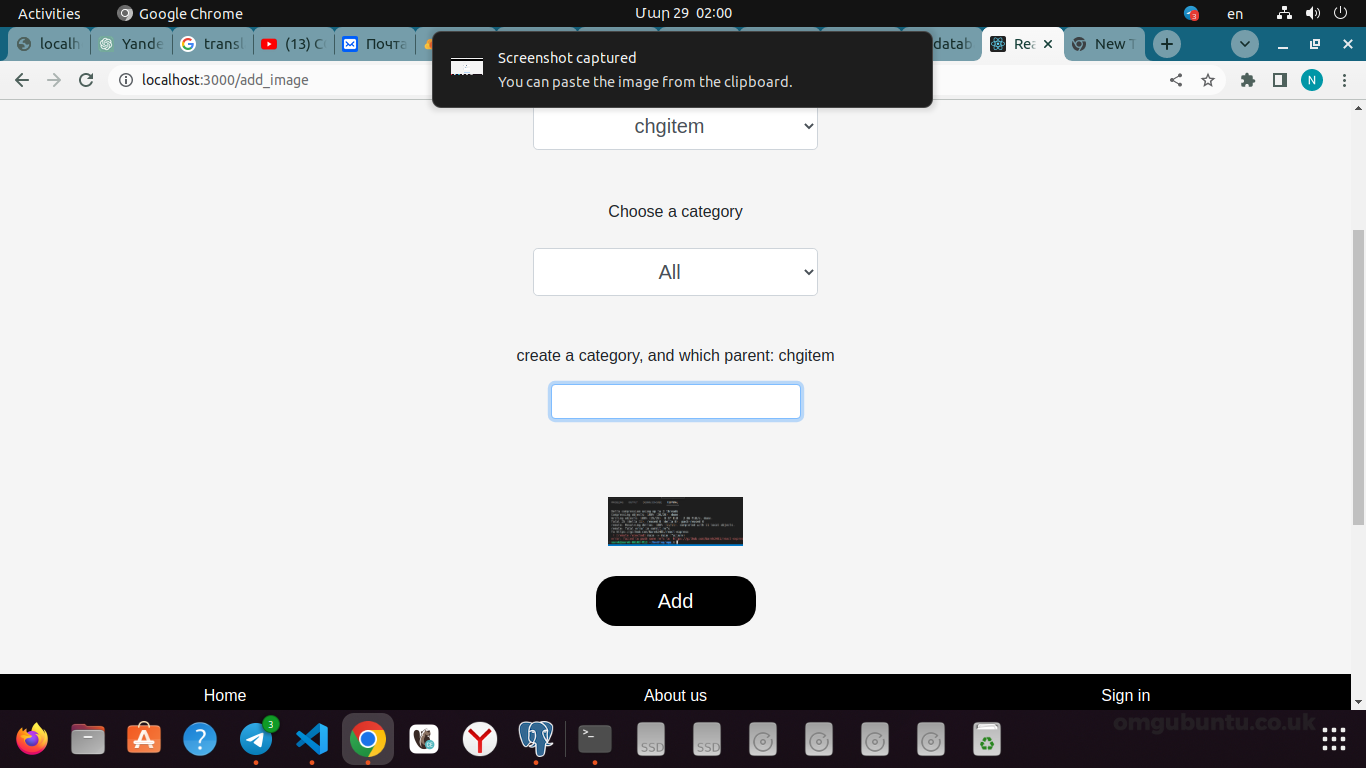 Activities
Google Chrome
Մար 29 02:00
3
en
localh
Yande
transl
(13) C
Почта
datab
Rea
New T
Screenshot captured
You can paste the image from the clipboard.
localhost:3000/add_image
N
chgitem
Choose a category
All
create a category, and which parent: chgitem
Add
Home
About us
Sign in
omgubuntu.co.uk
3
SSD
SSD